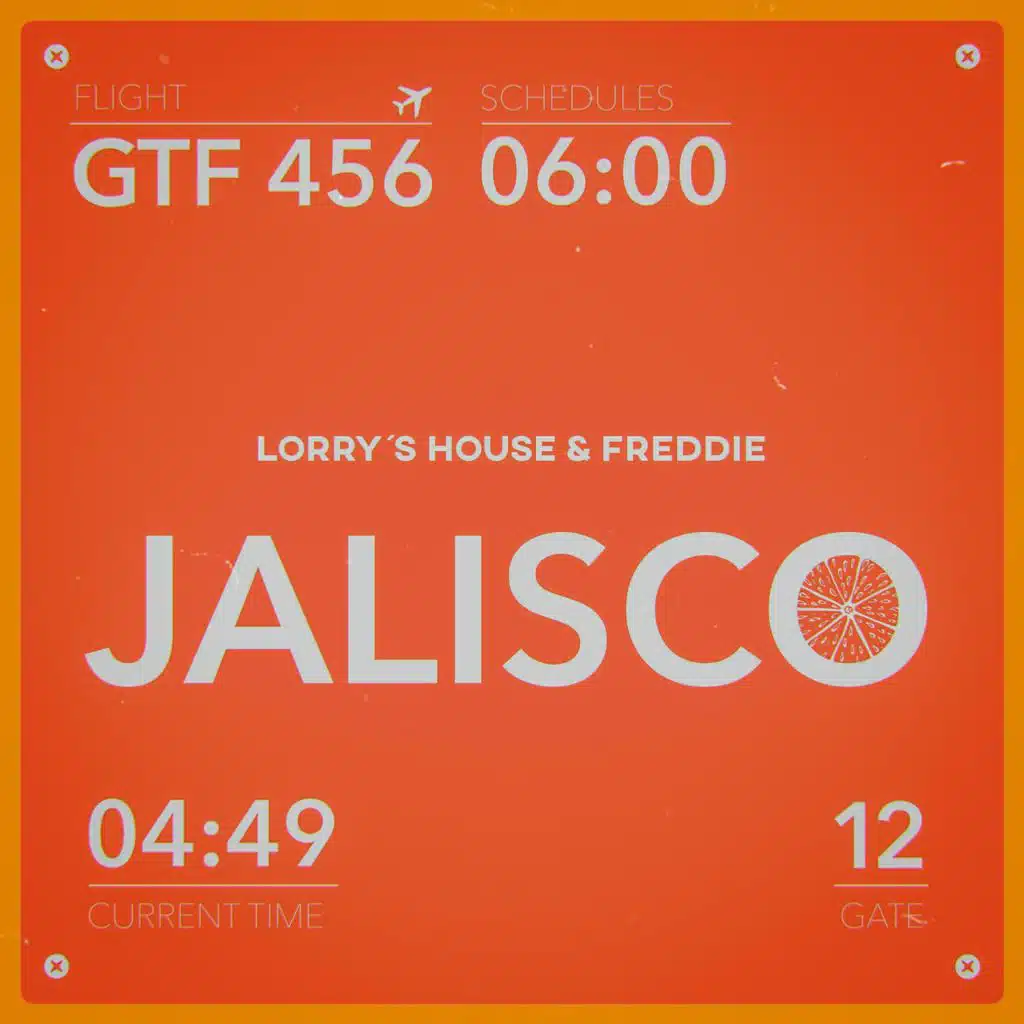 FLIGHT SCHEDULES
GTF 456 06:00
LORRY´S HOUSE & FREDDIE
JALISCO
04:49 12
CURRENT TIME GATE